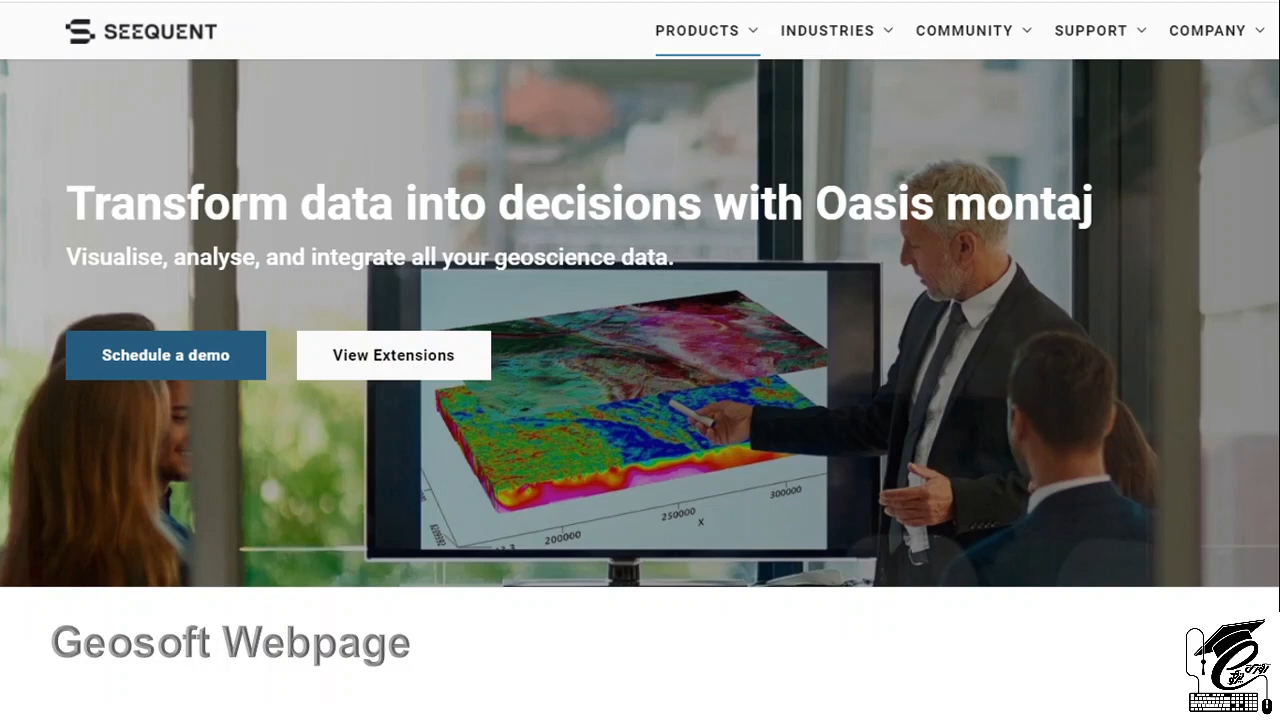 SEEQUENT
PRODUCTS INDUSTRIES COMMUNITY SUPPORT COMPANY
Transform data into decisions with Oasis montaj
Visualise, analyse, and integrate all your geoscience data.
Schedule a demo View Extensions
300000
250000
X
200000
Geosoft Webpage